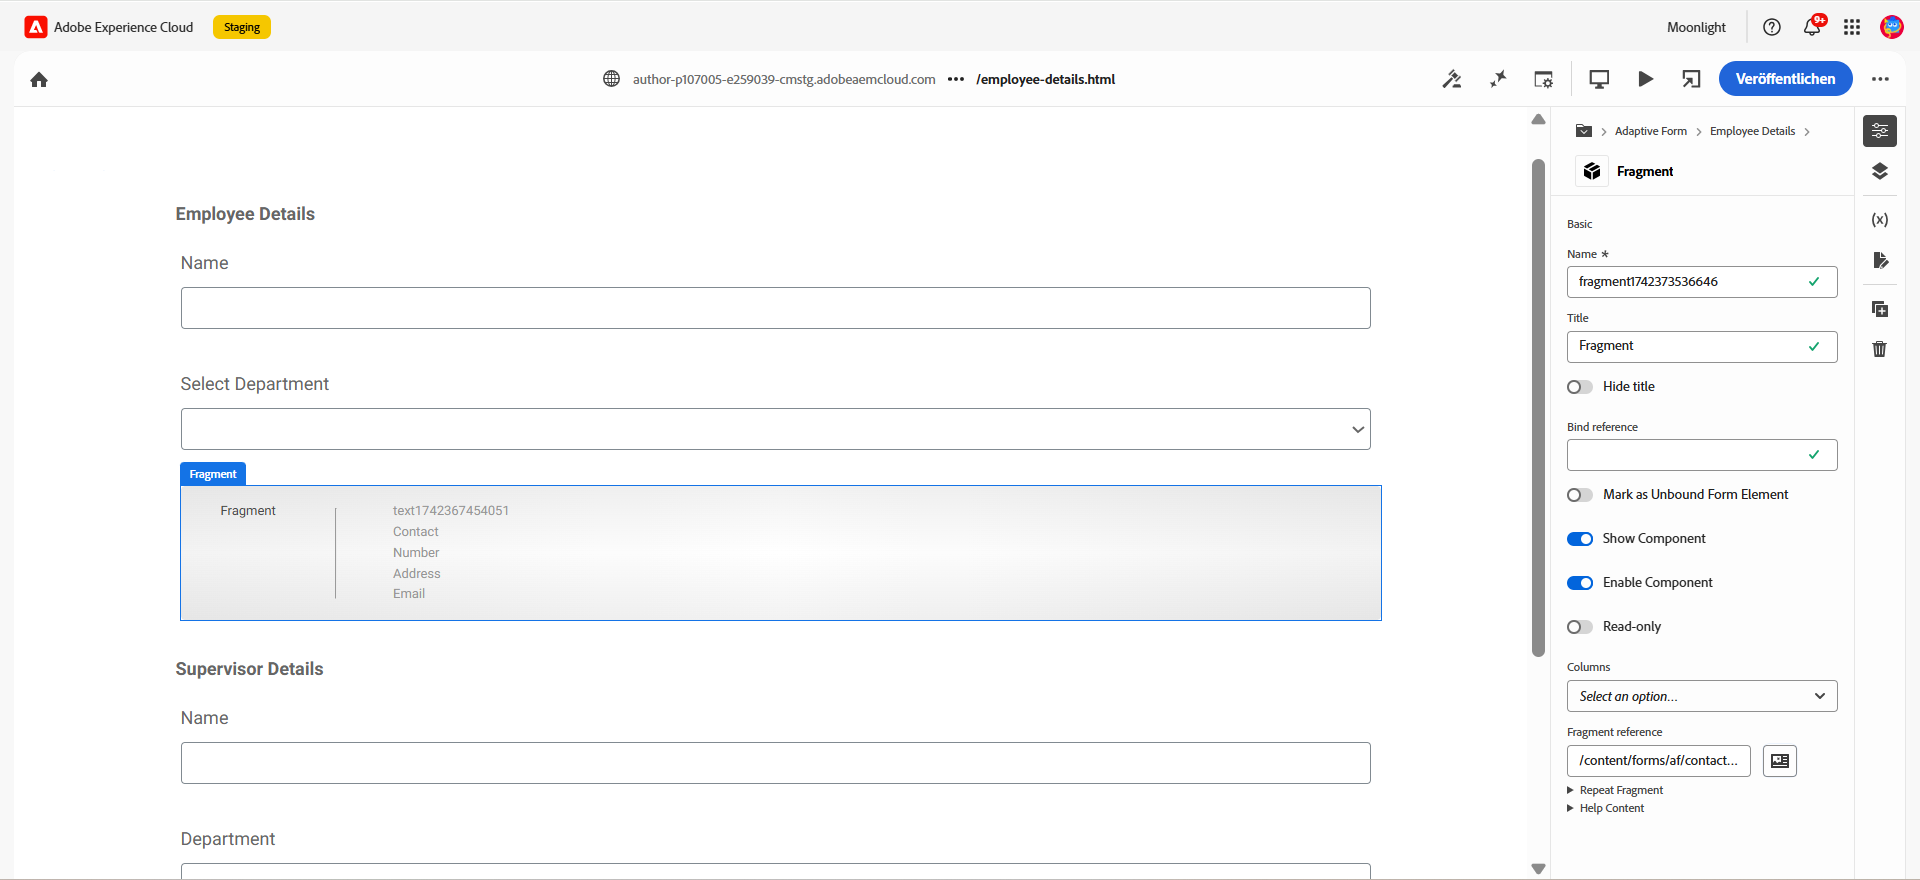 Adobe Experience Cloud
Staging
Moonlight
9+
author-p107005-e259039-cmstg.adobeaemcloud.com ••• /employee-details.html
Veröffentlichen
Employee Details
Name
Select Department
Fragment
Fragment
text1742367454051
Contact
Number
Address
Email
Supervisor Details
Name
Department
Adaptive Form
Employee Details
Fragment
Basic
Name *
fragment1742373536646
Title
Fragment
Hide title
Bind reference
Mark as Unbound Form Element
Show Component
Enable Component
Read-only
Columns
Select an option...
Fragment reference
/content/forms/af/contact...
Repeat Fragment
Help Content
(x)